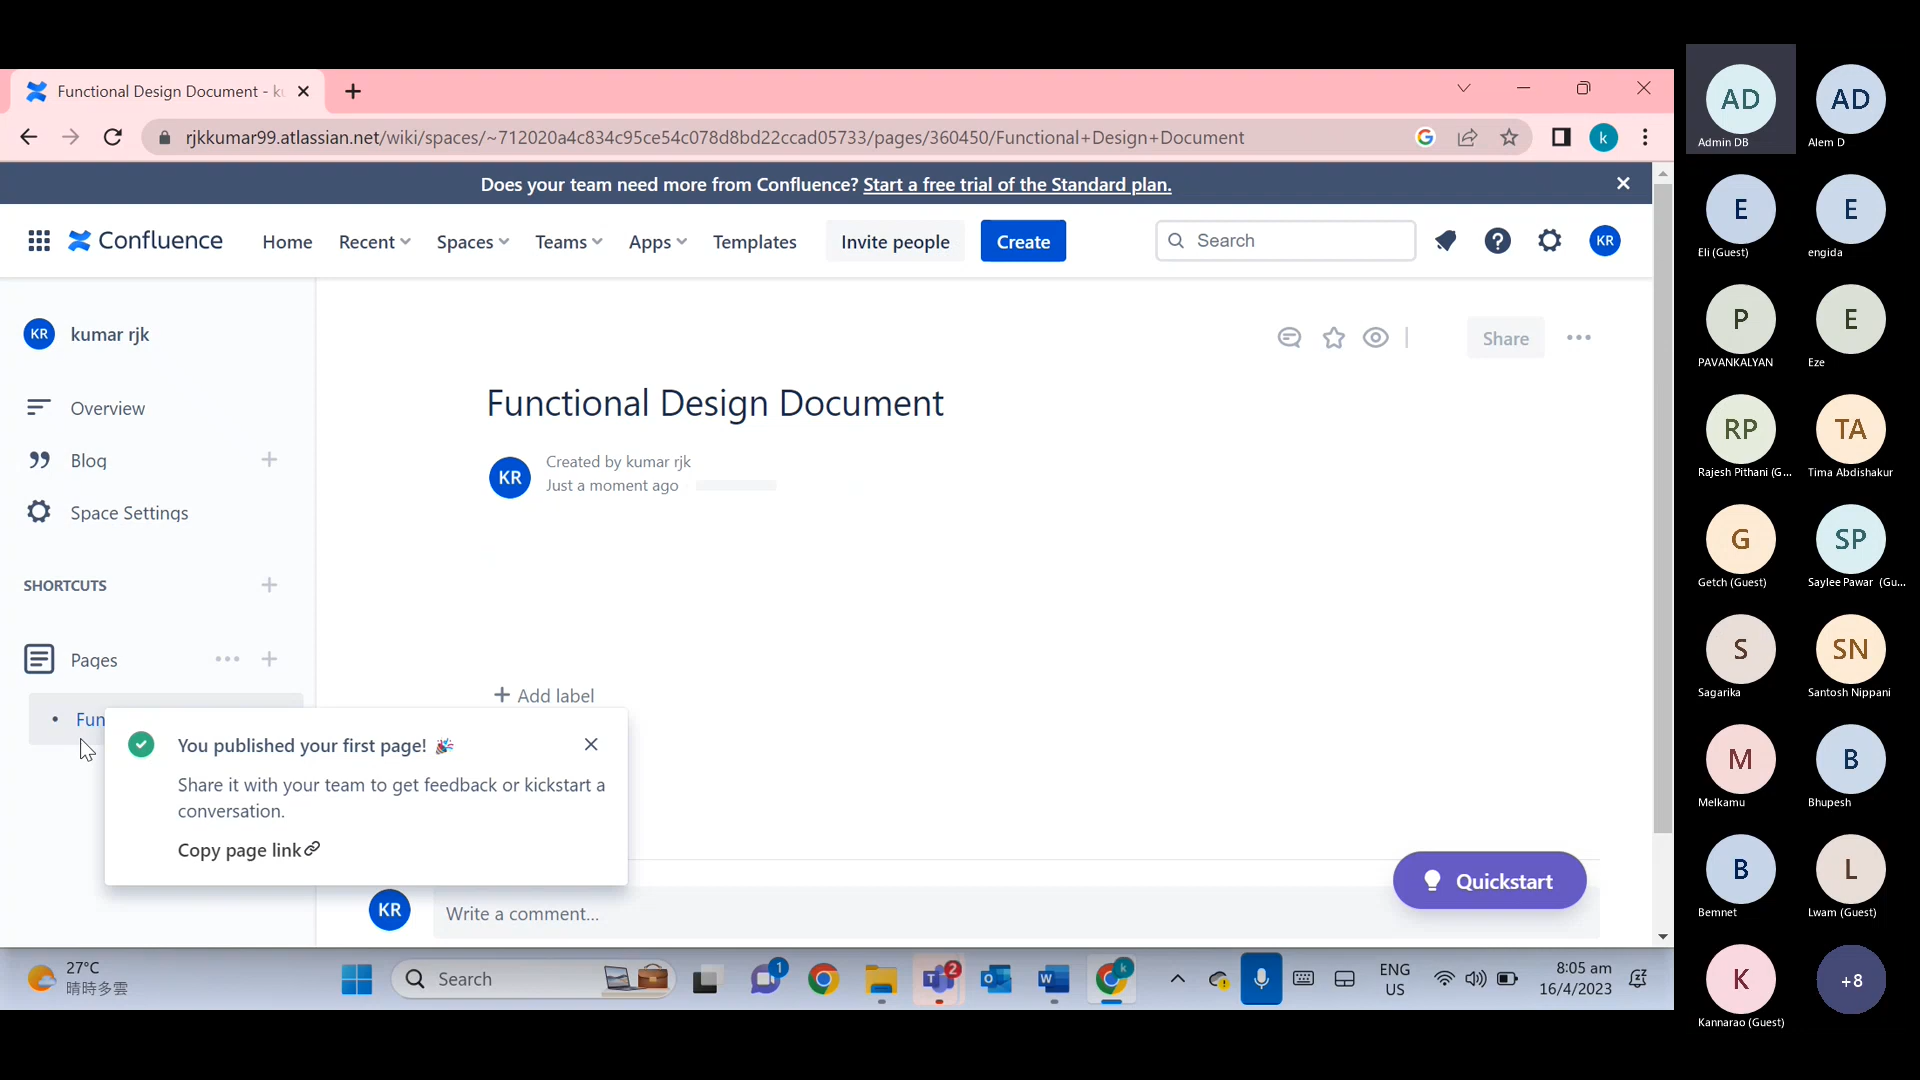 Functional Design Document - k
rjkkumar99.atlassian.net/wiki/spaces/~712020a4c834c95ce54c078d8bd22ccad05733/pages/360450/Functional+Design+Document
k
Does your team need more from Confluence? Start a free trial of the Standard plan.
Confluence
Home
Recent
Spaces
Teams
Apps
Templates
Invite people
Create
Search
KR
KR
kumar rjk
Overview
Blog
Space Settings
SHORTCUTS
Pages
Fun
Share
Functional Design Document
KR
Created by kumar rjk
Just a moment ago
Add label
You published your first page!
Share it with your team to get feedback or kickstart a
conversation.
Copy page link
KR
Write a comment...
Quickstart
27°C
晴時多雲
Search
1
2
k
ENG
US
8:05 am
16/4/2023
AD
Admin DB
AD
Alem D
E
Eli (Guest)
E
engida
P
PAVANKALYAN
E
Eze
RP
Rajesh Pithani (G...
TA
Tima Abdishakur
G
Getch (Guest)
SP
Saylee Pawar (Gu...
S
Sagarika
SN
Santosh Nippani
M
Melkamu
B
Bhupesh
B
Bemnet
L
Lwam (Guest)
K
Kannarao (Guest)
+8